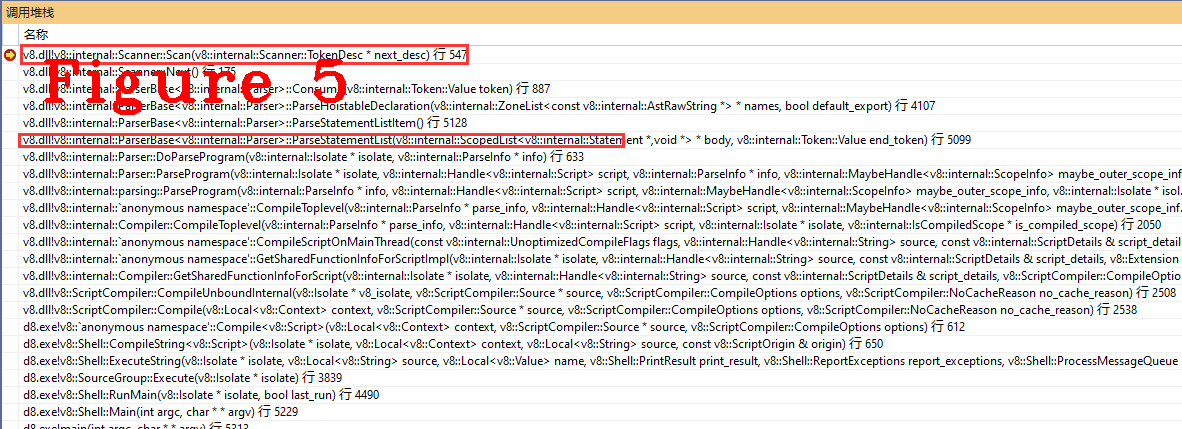 调用堆栈
名称
v8.dll!v8::internal::Scanner::Scan(v8::internal::Scanner::TokenDesc * next_desc) 行 547
v8.dll!v8::internal::Scanner::Next() 行 175
Figure 5
v8.dll!v8::internal::ParserBase<v8::internal::Parser>::Consume(v8::internal::Token::Value token) 行 887
v8.dll!v8::internal::ParserBase<v8::internal::Parser>::ParseHoistableDeclaration(v8::internal::ZoneList<const v8::internal::AstRawString *> * names, bool default_export) 行 4107
v8.dll!v8::internal::ParserBase<v8::internal::Parser>::ParseStatementListItem() 行 5128
v8.dll!v8::internal::ParserBase<v8::internal::Parser>::ParseStatementList(v8::internal::ScopedList<v8::internal::Statement *,void *> * body, v8::internal::Token::Value end_token) 行 5099
v8.dll!v8::internal::Parser::DoParseProgram(v8::internal::Isolate * isolate, v8::internal::ParseInfo * info) 行 633
v8.dll!v8::internal::Parser::ParseProgram(v8::internal::Isolate * isolate, v8::internal::Handle<v8::internal::Script> script, v8::internal::ParseInfo * info, v8::internal::MaybeHandle<v8::internal::ScopeInfo> maybe_outer_scope_inf
v8.dll!v8::internal::parsing::ParseProgram(v8::internal::ParseInfo * info, v8::internal::Handle<v8::internal::Script> script, v8::internal::MaybeHandle<v8::internal::ScopeInfo> maybe_outer_scope_info, v8::internal::Isolate * isol...
v8.dll!v8::internal::`anonymous namespace'::CompileToplevel(v8::internal::ParseInfo * parse_info, v8::internal::Handle<v8::internal::Script> script, v8::internal::MaybeHandle<v8::internal::ScopeInfo> maybe_outer_scope_inf...
v8.dll!v8::internal::Compiler::CompileToplevel(v8::internal::ParseInfo * parse_info, v8::internal::Handle<v8::internal::Script> script, v8::internal::Isolate * isolate, v8::internal::IsCompiledScope * is_compiled_scope) 行 2050
v8.dll!v8::internal::`anonymous namespace'::CompileScriptOnMainThread(const v8::internal::UnoptimizedCompileFlags flags, v8::internal::Handle<v8::internal::String> source, const v8::internal::ScriptDetails & script_detail
v8.dll!v8::internal::`anonymous namespace'::GetSharedFunctionInfoForScriptImpl(v8::internal::Isolate * isolate, v8::internal::Handle<v8::internal::String> source, const v8::internal::ScriptDetails & script_details, v8::Extension
v8.dll!v8::internal::Compiler::GetSharedFunctionInfoForScript(v8::internal::Isolate * isolate, v8::internal::Handle<v8::internal::String> source, const v8::internal::ScriptDetails & script_details, v8::ScriptCompiler::CompileOptio
v8.dll!v8::ScriptCompiler::CompileUnboundInternal(v8::Isolate * v8_isolate, v8::ScriptCompiler::Source * source, v8::ScriptCompiler::CompileOptions options, v8::ScriptCompiler::NoCacheReason no_cache_reason) 行 2508
v8.dll!v8::ScriptCompiler::Compile(v8::Local<v8::Context> context, v8::ScriptCompiler::Source * source, v8::ScriptCompiler::CompileOptions options, v8::ScriptCompiler::NoCacheReason no_cache_reason) 行 2538
d8.exe!v8::`anonymous namespace'::Compile<v8::Script>(v8::Local<v8::Context> context, v8::ScriptCompiler::Source * source, v8::ScriptCompiler::CompileOptions options) 行 612
d8.exe!v8::Shell::CompileString<v8::Script>(v8::Isolate * isolate, v8::Local<v8::Context> context, v8::Local<v8::String> source, const v8::ScriptOrigin & origin) 行 650
d8.exe!v8::Shell::ExecuteString(v8::Isolate * isolate, v8::Local<v8::String> source, v8::Local<v8::Value> name, v8::Shell::PrintResult print_result, v8::Shell::ReportExceptions report_exceptions, v8::Shell::ProcessMessageQueue
d8.exe!v8::SourceGroup::Execute(v8::Isolate * isolate) 行 3839
d8.exe!v8::Shell::RunMain(v8::Isolate * isolate, bool last_run) 行 4490
d8.exe!v8::Shell::Main(int argc, char * * argv) 行 5229
d8.exe!main(int argc, char * * argv) 行 5313